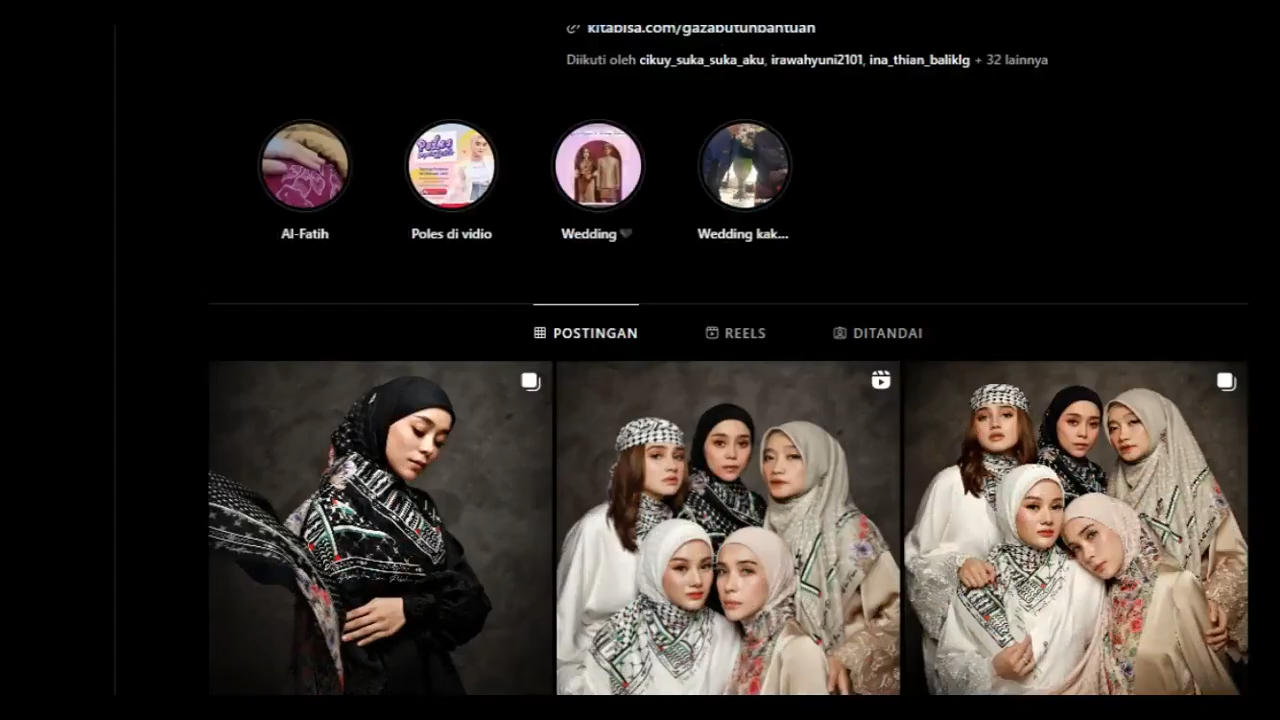 kitabisa.com/gazabutuhbantuan
Diikuti oleh cikuy_suka_suka_aku, irawahyuni2101, ina_thian_baliklg + 32 lainnya
Al-Fatih
Poles di vidio
Wedding 🖤
Wedding kak...
POSTINGAN
REELS
DITANDAI